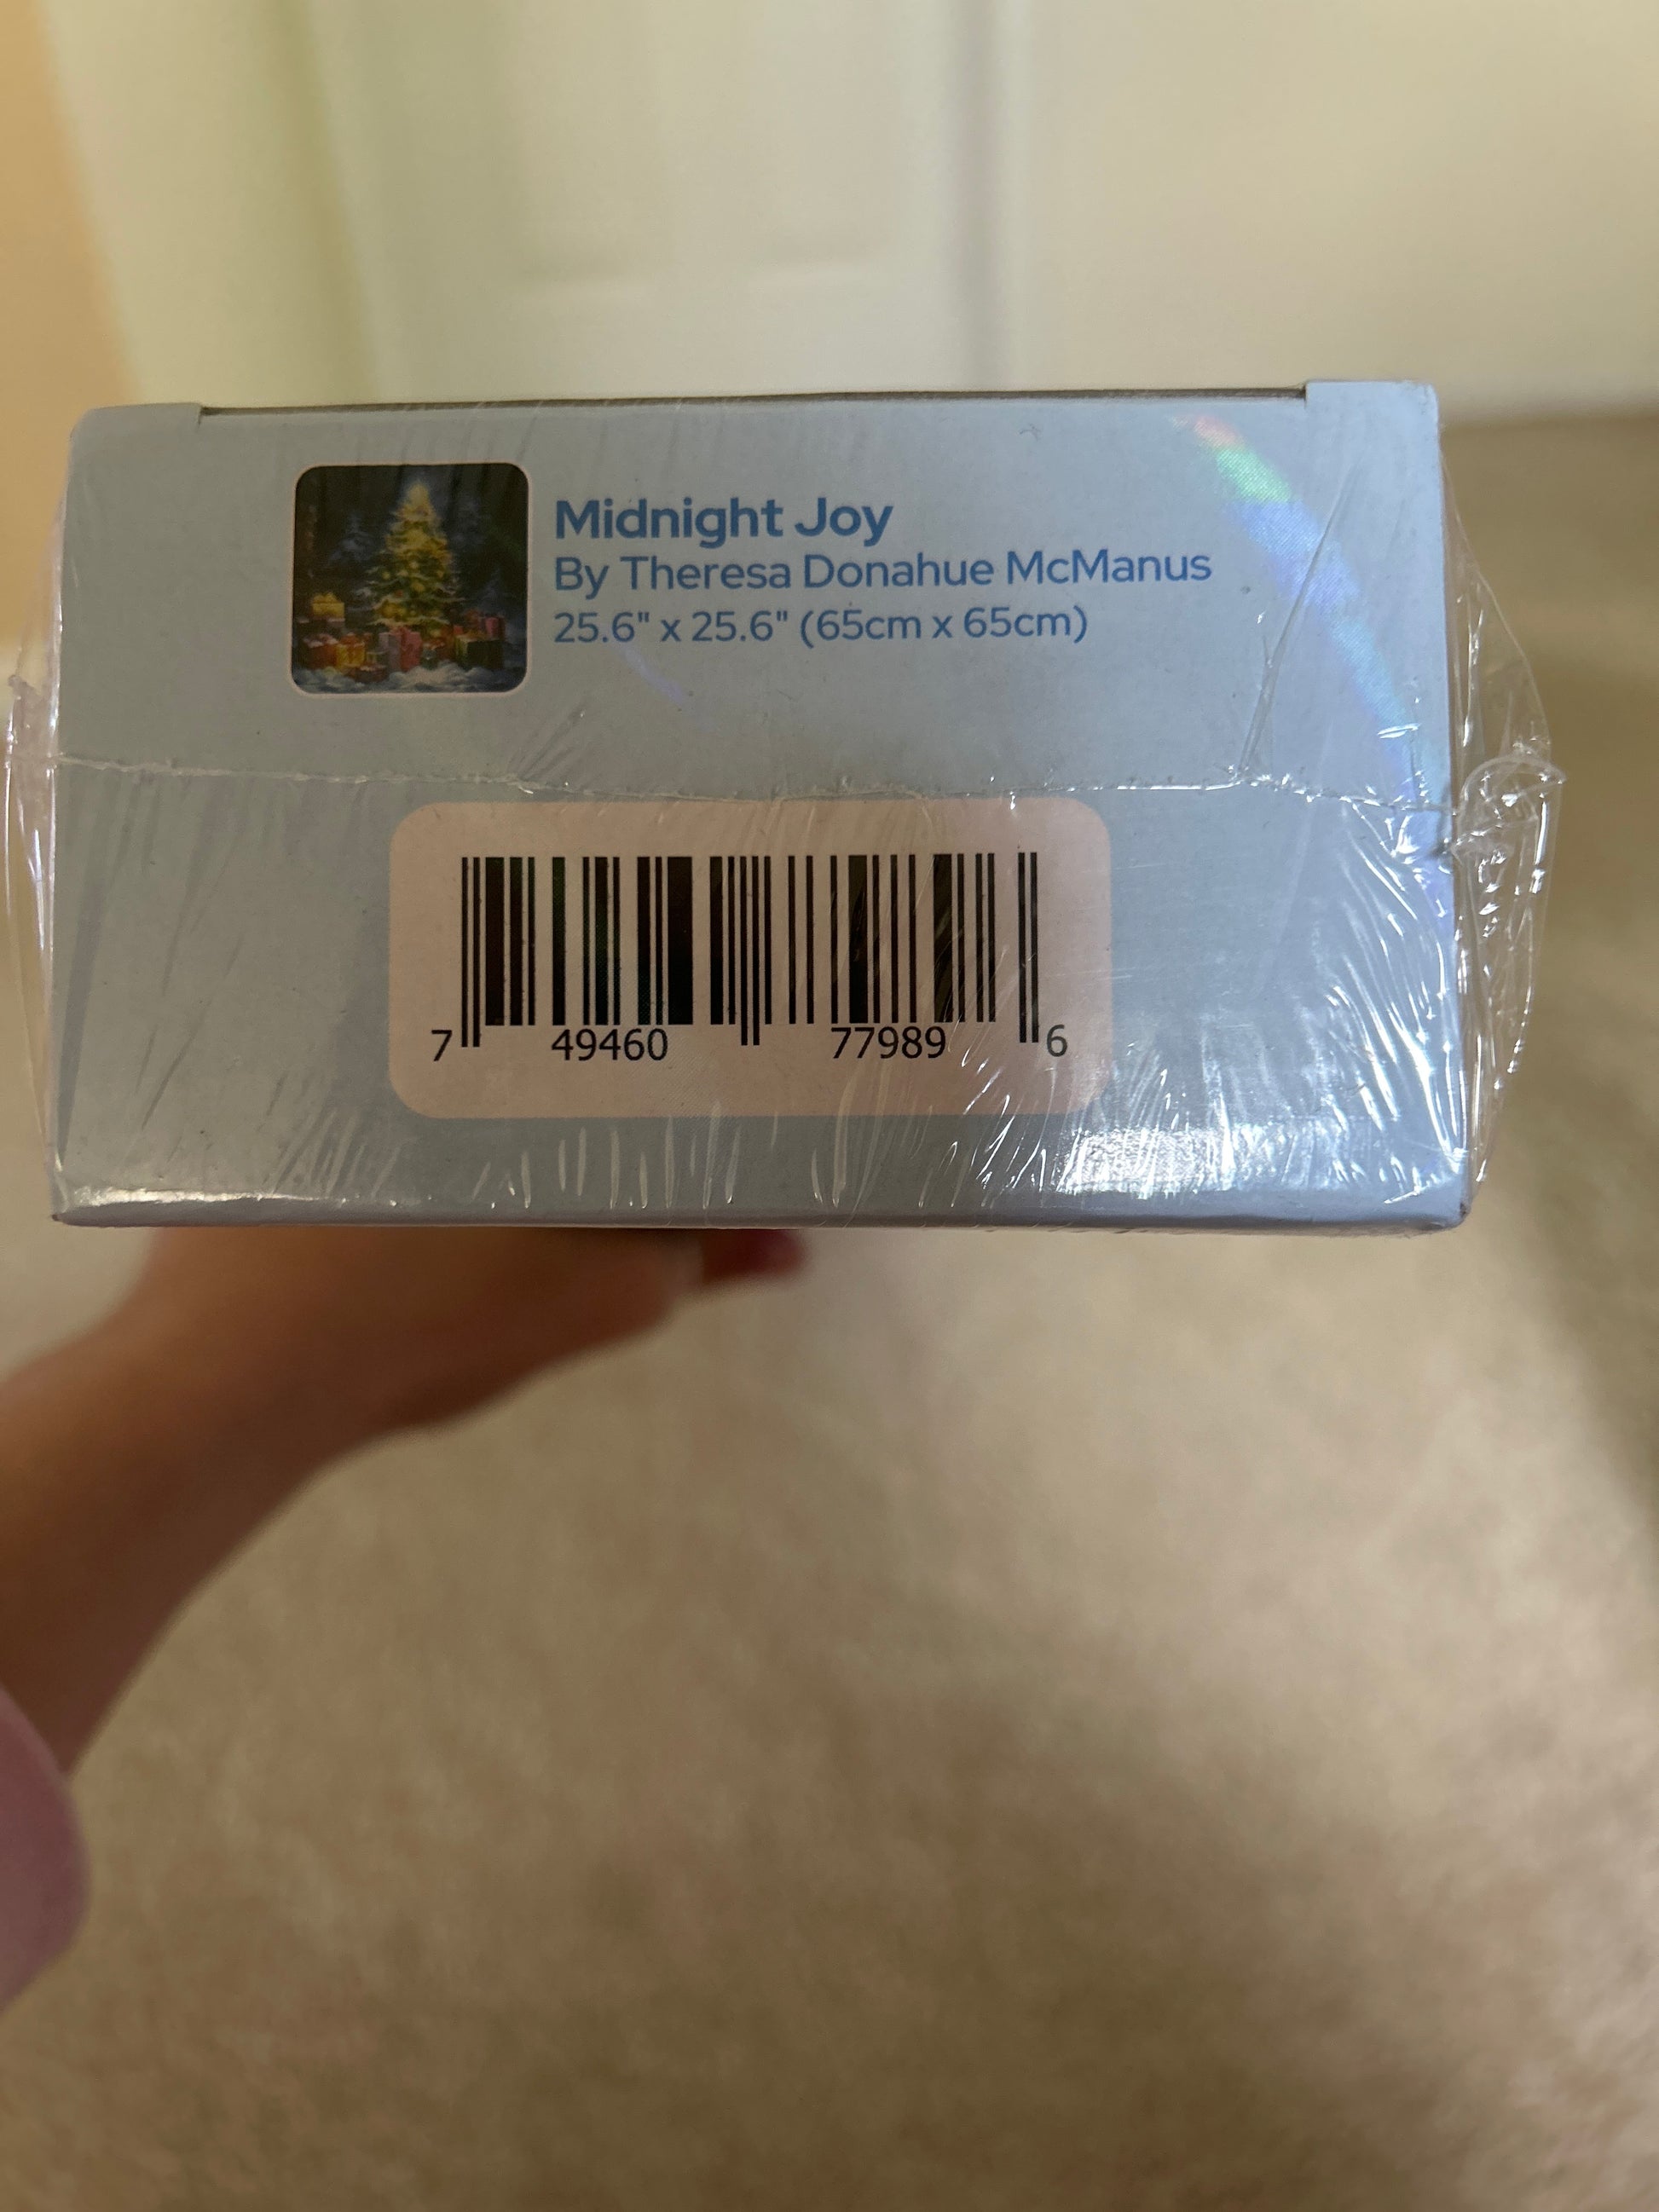 Midnight Joy
By Theresa Donahue McManus
25.6" x 25.6" (65cm x 65cm)
7 49460 77989 6